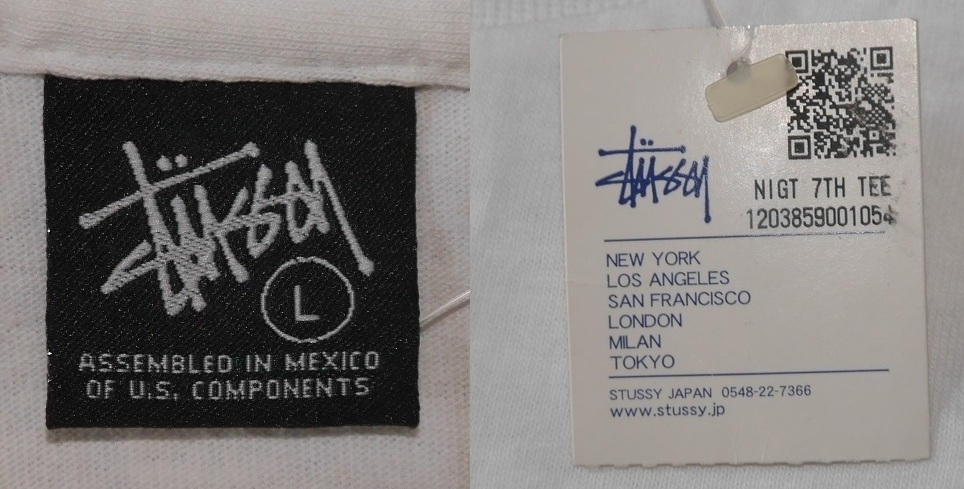 Stüssy
L
ASSEMBLED IN MEXICO
OF U.S. COMPONENTS
Stüssy
NIGT 7TH TEE
1203859001054
NEW YORK
LOS ANGELES
SAN FRANCISCO
LONDON
MILAN
TOKYO
STUSSY JAPAN 0548-22-7366
www.stussy.jp